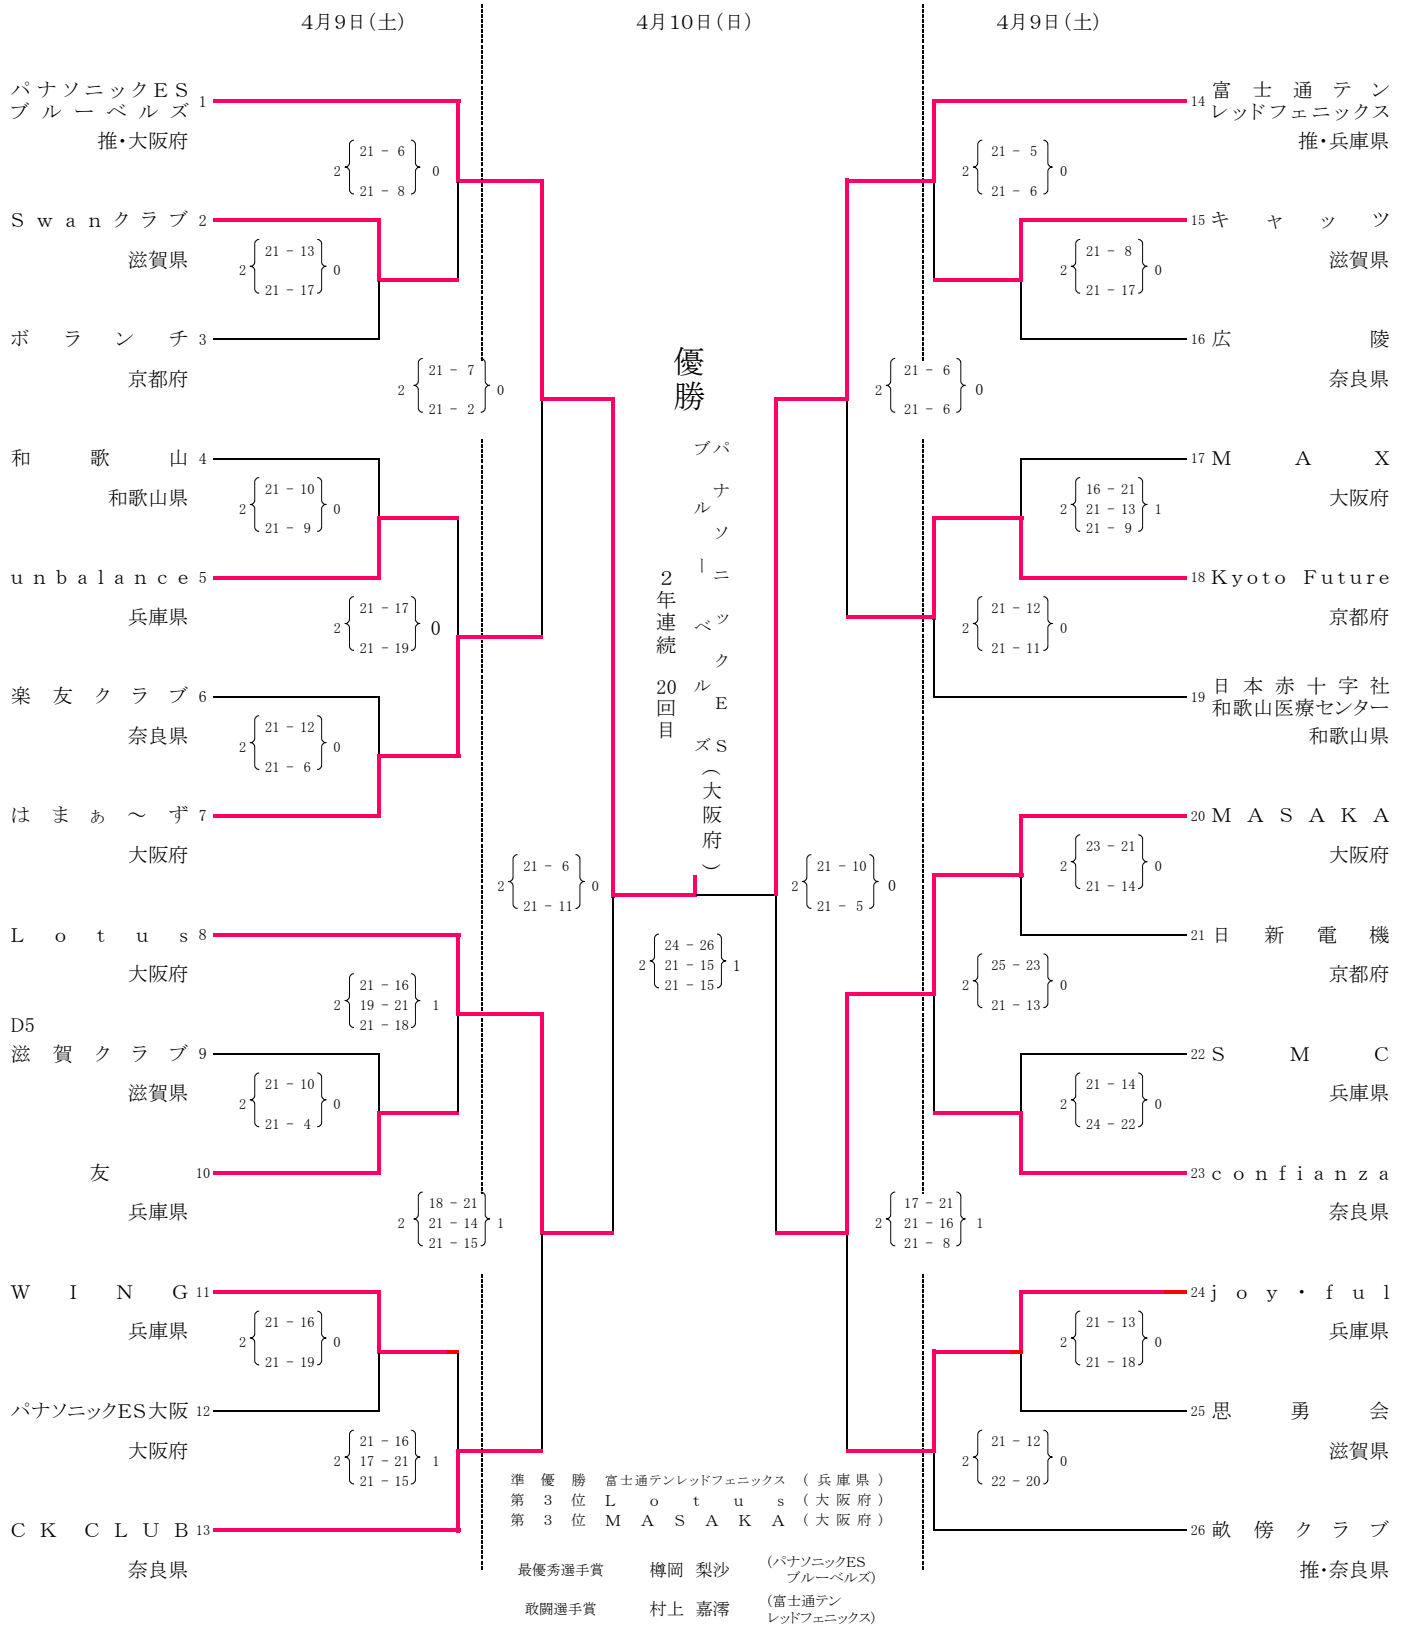 4月9日(土)
4月10日(日)
4月9日(土)
パナソニックES
ブルーベルズ
1
推・大阪府
Swanクラブ 2
滋賀県
ボランチ 3
京都府
和歌山 4
和歌山県
unbalance 5
兵庫県
楽友クラブ 6
奈良県
はまぁ～ず 7
大阪府
Lotus 8
大阪府
D5
滋賀クラブ 9
滋賀県
友 10
兵庫県
WING 11
兵庫県
パナソニックES大阪 12
大阪府
CK CLUB 13
奈良県
2 21 - 6 0
21 - 8
2 21 - 13 0
21 - 17
2 21 - 7 0
21 - 2
2 21 - 10 0
21 - 9
2 21 - 17 0
21 - 19
2 21 - 12 0
21 - 6
2 21 - 6 0
21 - 11
2 21 - 16 1
19 - 21
21 - 18
2 21 - 10 0
21 - 4
2 18 - 21 1
21 - 14
21 - 15
2 21 - 16 0
21 - 19
2 21 - 16 1
17 - 21
21 - 15
優勝
パナソニックES
ブルーベルズ
(大阪府)
2年連続 20回目
2 24 - 26 1
21 - 15
21 - 15
2 21 - 5 0
21 - 6
2 21 - 8 0
21 - 17
2 21 - 6 0
21 - 6
2 16 - 21 1
21 - 13
21 - 9
2 21 - 12 0
21 - 11
2 21 - 10 0
21 - 5
2 23 - 21 0
21 - 14
2 25 - 23 0
21 - 13
2 21 - 14 0
24 - 22
2 17 - 21 1
21 - 16
21 - 8
2 21 - 13 0
21 - 18
2 21 - 12 0
22 - 20
14 富士通テン
レッドフェニックス
推・兵庫県
15 キャッツ
滋賀県
16 広陵
奈良県
17 MAX
大阪府
18 Kyoto Future
京都府
19 日本赤十字社
和歌山医療センター
和歌山県
20 MASAKA
大阪府
21 日新電機
京都府
22 SMC
兵庫県
23 confianza
奈良県
24 joy・ful
兵庫県
25 思勇会
滋賀県
26 畝傍クラブ
推・奈良県
準優勝 富士通テンレッドフェニックス (兵庫県)
第3位 Lotus (大阪府)
第3位 MASAKA (大阪府)
最優秀選手賞 樽岡 梨沙 (パナソニックES
ブルーベルズ)
敢闘選手賞 村上 嘉澪 (富士通テン
レッドフェニックス)